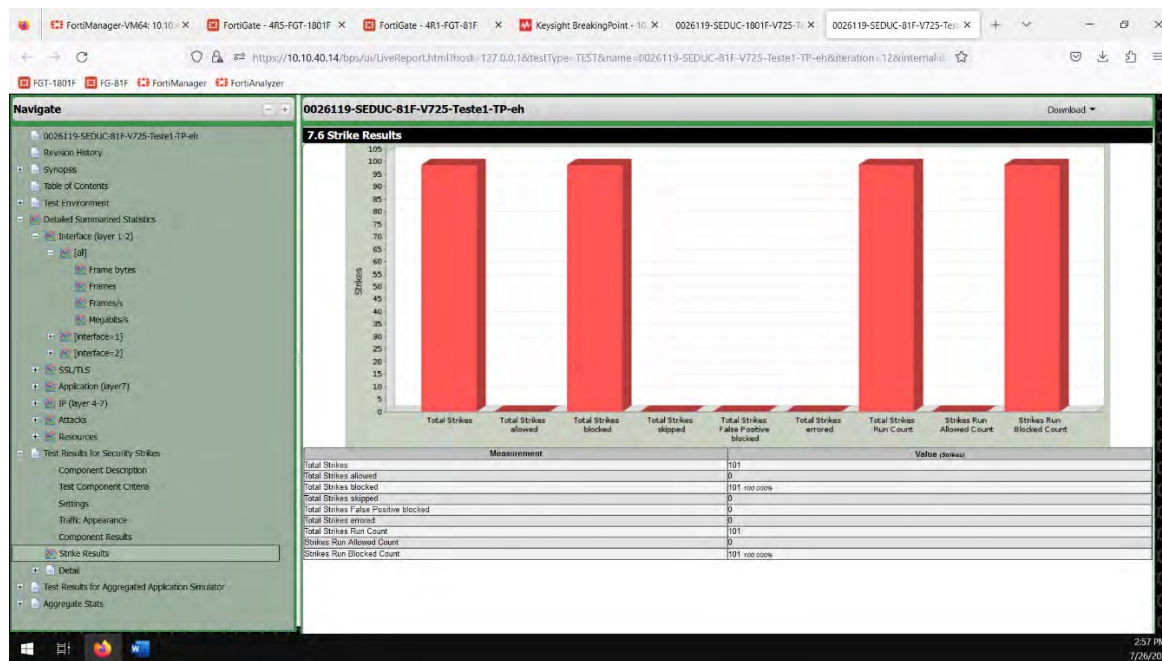 FortiManager-VM64: 10.10
FortiGate - 4R5-FGT-1801F
FortiGate - 4R1-FGT-81F
Keysight BreakingPoint - 10
0026119-SEDUC-1801F-V725-Te
0026119-SEDUC-81F-V725-Test
https://10.10.40.14/bps/ui/LiveReport.html?host=127.0.0.1&testType=TEST&name=0026119-SEDUC-81F-V725-Teste1-TP-eh&iteration=12&internalid
FGT-1801F
FG-81F
FortiManager
FortiAnalyzer
Navigate
0026119-SEDUC-81F-V725-Teste1-TP-eh
Revision History
Synopsis
Table of Contents
Test Environment
Detailed Summarized Statistics
Interface (layer 1-2)
[all]
Frame bytes
Frames
Frames/s
Megabits/s
[interface=1]
[interface=2]
SSL/TLS
Application (layer7)
IP (layer 4-7)
Attacks
Resources
Test Results for Security Strikes
Component Description
Test Component Criteria
Settings
Traffic Appearance
Component Results
Strike Results
Detail
Test Results for Aggregated Application Simulator
Aggregate Stats
0026119-SEDUC-81F-V725-Teste1-TP-eh
Download
7.6 Strike Results
105
100
95
90
85
80
75
70
65
60
55
50
45
40
35
30
25
20
15
10
5
0
Strikes
Total Strikes
Total Strikes allowed
Total Strikes blocked
Total Strikes skipped
Total Strikes False Positive blocked
Total Strikes errored
Total Strikes Run Count
Strikes Run Allowed Count
Strikes Run Blocked Count
Measurement Value (Strikes)
Total Strikes 101
Total Strikes allowed 0
Total Strikes blocked 101 100.000%
Total Strikes skipped 0
Total Strikes False Positive blocked 0
Total Strikes errored 0
Total Strikes Run Count 101
Strikes Run Allowed Count 0
Strikes Run Blocked Count 101 100.000%
2:57 PM
7/26/20